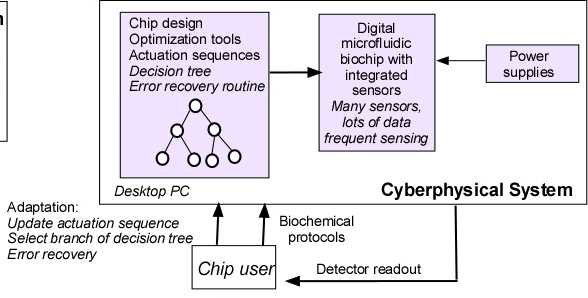 Chip design
Optimization tools
Actuation sequences
Decision tree
Error recovery routine
Desktop PC
Digital
microfluidic
biochip with
integrated
sensors
Many sensors,
lots of data
frequent sensing
Power
supplies
Cyberphysical System
Adaptation:
Update actuation sequence
Select branch of decision tree
Error recovery
Biochemical
protocols
Chip user
Detector readout